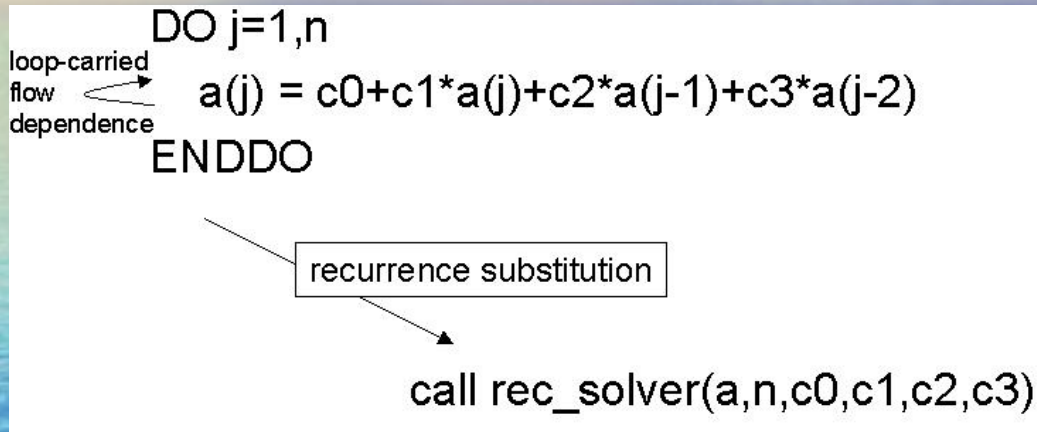 DO j=1,n
loop-carried
flow
dependence
a(j) = c0+c1*a(j)+c2*a(j-1)+c3*a(j-2)
ENDDO
recurrence substitution
call rec_solver(a,n,c0,c1,c2,c3)